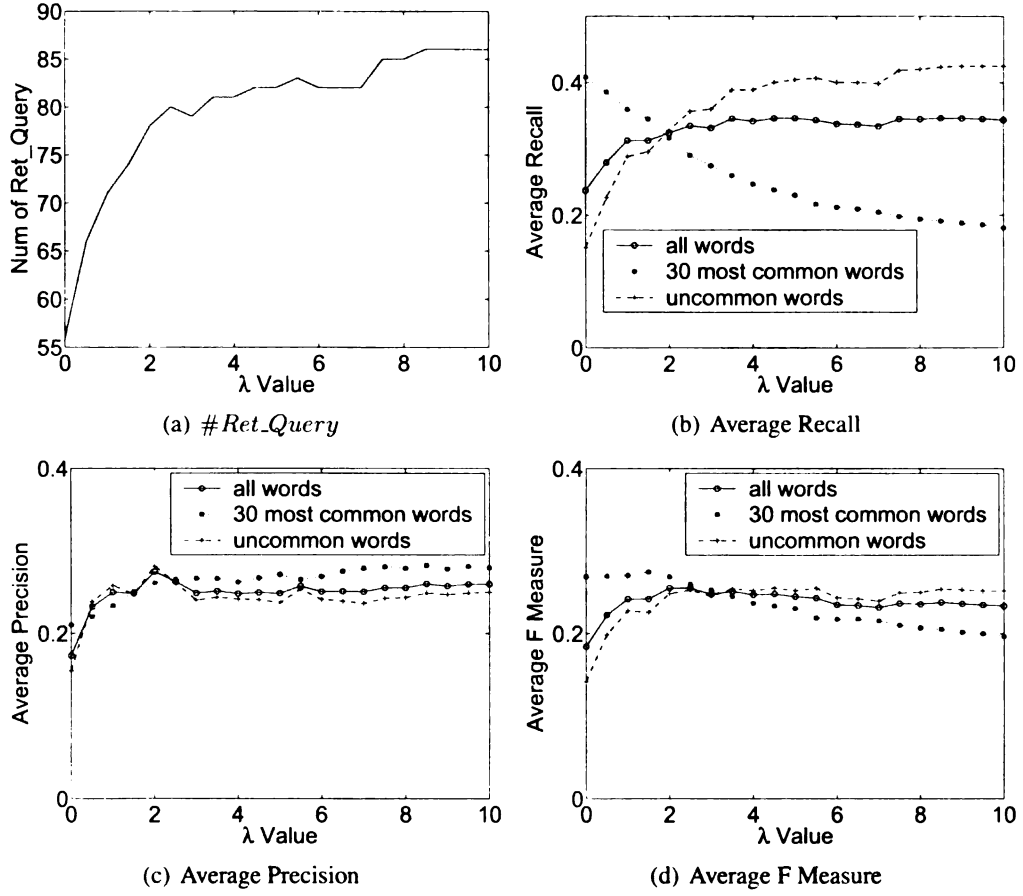 90
85
80
75
70
65
60
55
Num of Ret_Query
0 2 4 6 8 10
λ Value
(a) #Ret_Query
0.4
0.2
0
Average Recall
all words
30 most common words
uncommon words
0 2 4 6 8 10
λ Value
(b) Average Recall
0.4
0.2
0
Average Precision
all words
30 most common words
uncommon words
0 2 4 6 8 10
λ Value
(c) Average Precision
0.4
0.2
0
Average F Measure
all words
30 most common words
uncommon words
0 2 4 6 8 10
λ Value
(d) Average F Measure